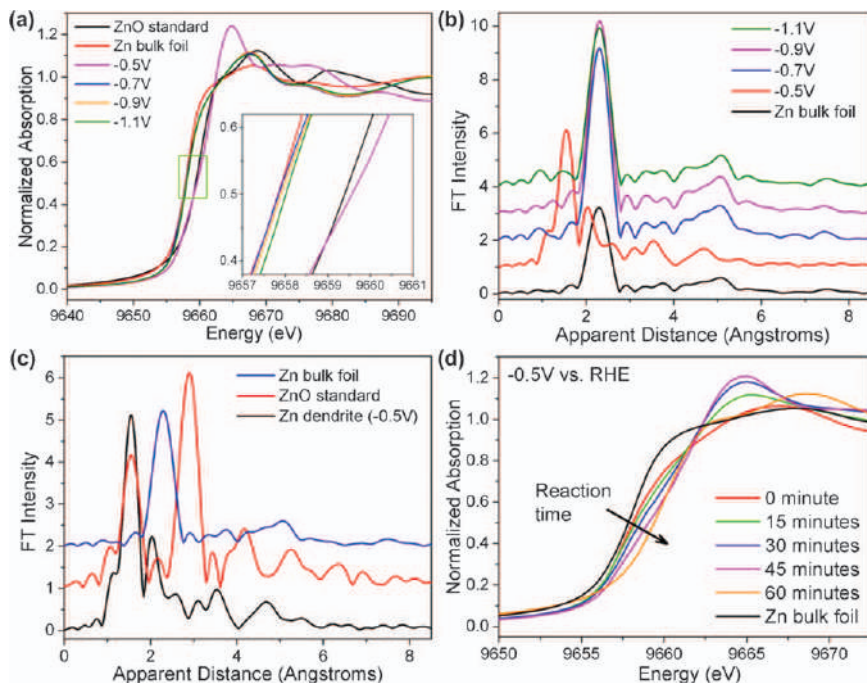 (a)
ZnO standard
Zn bulk foil
-0.5V
-0.7V
-0.9V
-1.1V
Normalized Absorption
1.4
1.2
1.0
0.8
0.6
0.4
0.2
0.0
0.6
0.5
0.4
9657 9658 9659 9660 9661
9640 9650 9660 9670 9680 9690
Energy (eV)
(b)
-1.1V
-0.9V
-0.7V
-0.5V
Zn bulk foil
FT Intensity
10
8
6
4
2
0
0 2 4 6 8
Apparent Distance (Angstroms)
(c)
Zn bulk foil
ZnO standard
Zn dendrite (-0.5V)
FT Intensity
6
5
4
3
2
1
0
0 2 4 6 8
Apparent Distance (Angstroms)
(d)
-0.5V vs. RHE
Reaction
time
0 minute
15 minutes
30 minutes
45 minutes
60 minutes
Zn bulk foil
Normalized Absorption
1.4
1.2
1.0
0.8
0.6
0.4
0.2
0.0
9650 9655 9660 9665 9670
Energy (eV)